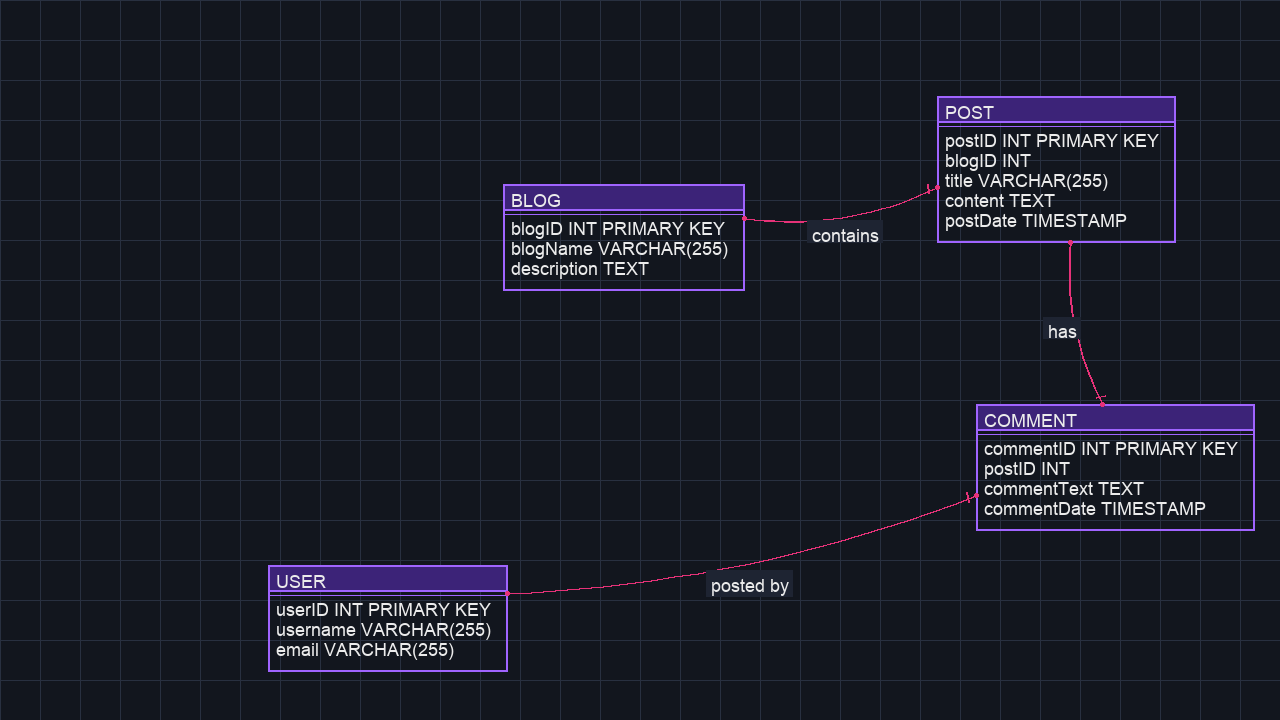 POST
postID INT PRIMARY KEY
blogID INT
title VARCHAR(255)
content TEXT
postDate TIMESTAMP
BLOG
blogID INT PRIMARY KEY
blogName VARCHAR(255)
description TEXT
contains
has
COMMENT
commentID INT PRIMARY KEY
postID INT
commentText TEXT
commentDate TIMESTAMP
USER
userID INT PRIMARY KEY
username VARCHAR(255)
email VARCHAR(255)
posted by